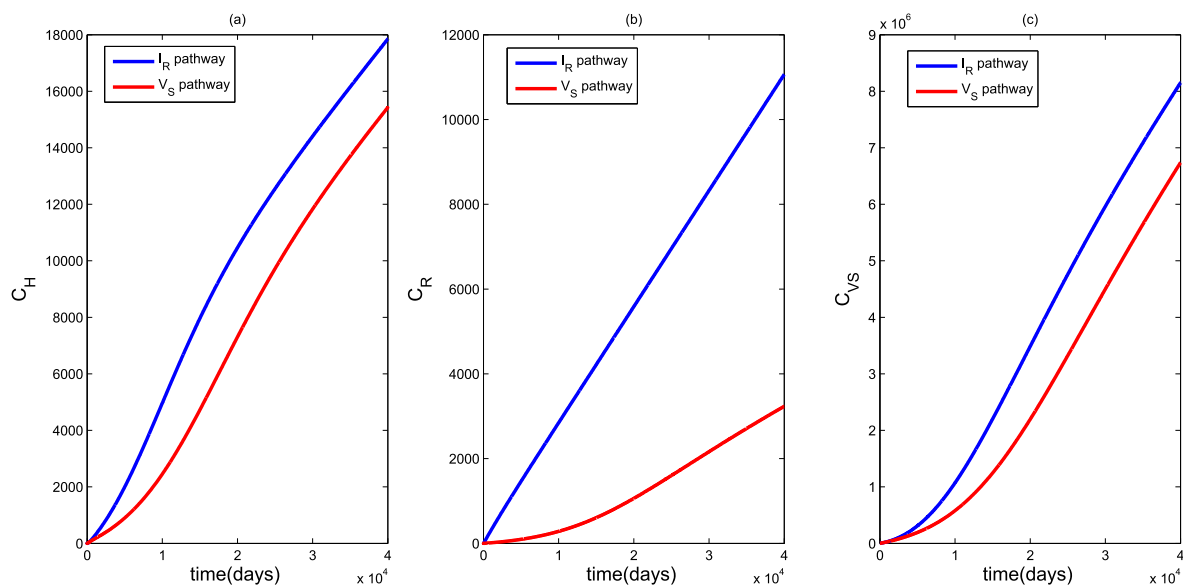 (a)
18000
16000
14000
12000
10000
8000
6000
4000
2000
0
C_H
I_R pathway
V_S pathway
0 1 2 3 4
time(days)
x 10^4
(b)
12000
10000
8000
6000
4000
2000
0
C_R
I_R pathway
V_S pathway
0 1 2 3 4
time(days)
x 10^4
(c)
x 10^6
9
8
7
6
5
4
3
2
1
0
C_VS
I_R pathway
V_S pathway
0 1 2 3 4
time(days)
x 10^4